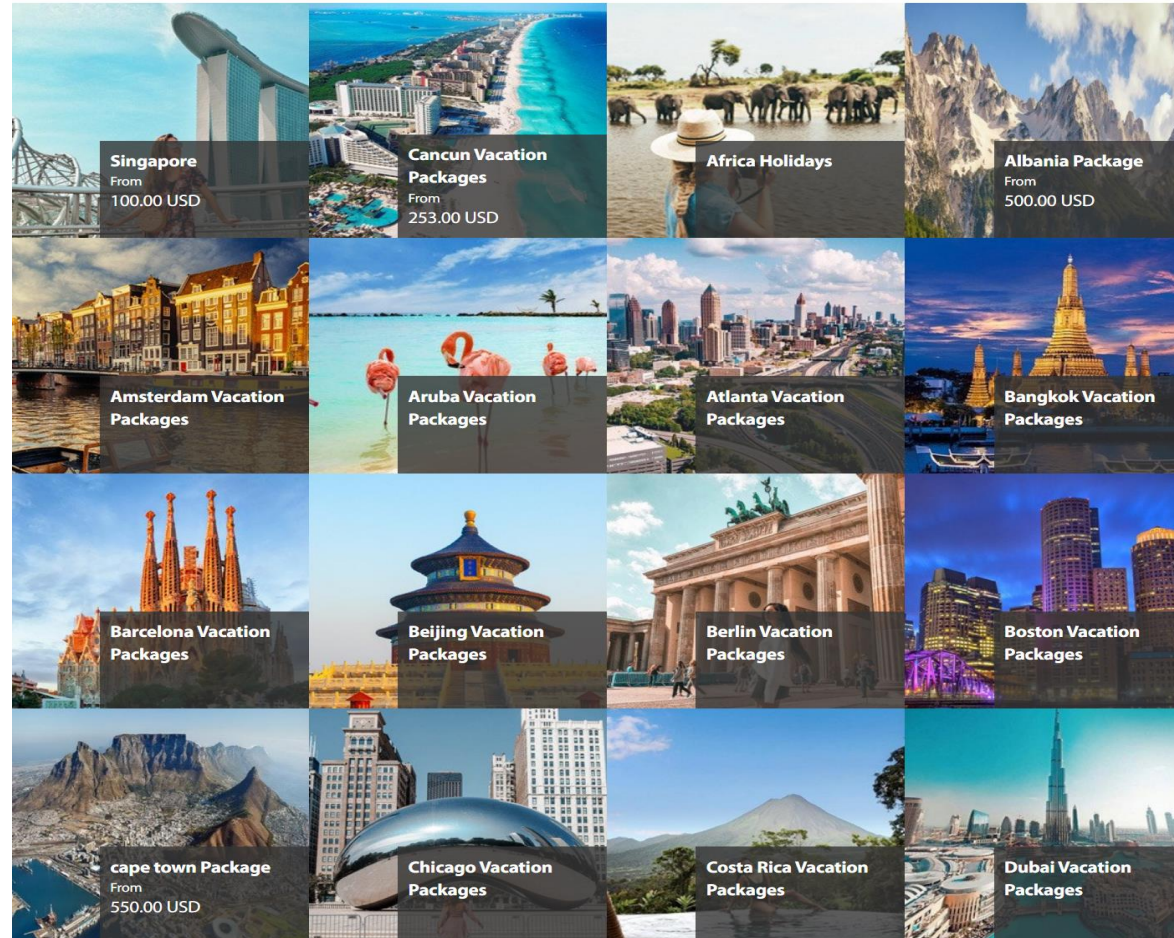 Singapore
From
100.00 USD
Cancun Vacation
Packages
From
253.00 USD
Africa Holidays
Albania Package
From
500.00 USD
Amsterdam Vacation
Packages
Aruba Vacation
Packages
Atlanta Vacation
Packages
Bangkok Vacation
Packages
Barcelona Vacation
Packages
Beijing Vacation
Packages
Berlin Vacation
Packages
Boston Vacation
Packages
cape town Package
From
550.00 USD
Chicago Vacation
Packages
Costa Rica Vacation
Packages
Dubai Vacation
Packages